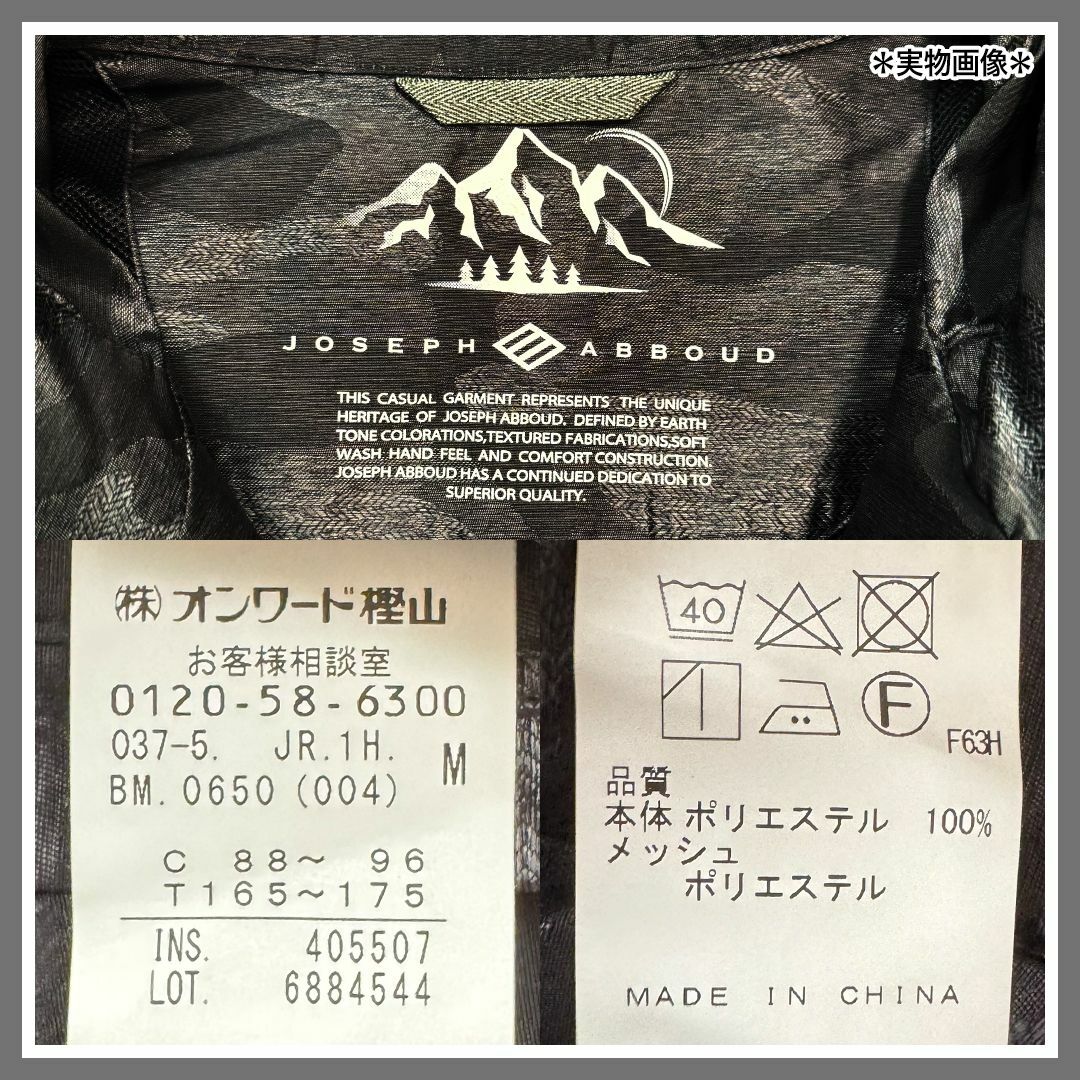 ＊実物画像＊
JOSEPH ABBOUD
THIS CASUAL GARMENT REPRESENTS THE UNIQUE
HERITAGE OF JOSEPH ABBOUD. DEFINED BY EARTH
TONE COLORATIONS,TEXTURED FABRICATIONS,SOFT
WASH HAND FEEL AND COMFORT CONSTRUCTION.
JOSEPH ABBOUD HAS A CONTINUED DEDICATION TO
SUPERIOR QUALITY.
㈱オンワード樫山
お客様相談室
0120-58-6300
037-5. JR.1H. M
BM. 0650 (004)
C 88～ 96
T165～175
INS. 405507
LOT. 6884544
40
F
F63H
品質
本体 ポリエステル 100%
メッシュ
ポリエステル
MADE IN CHINA